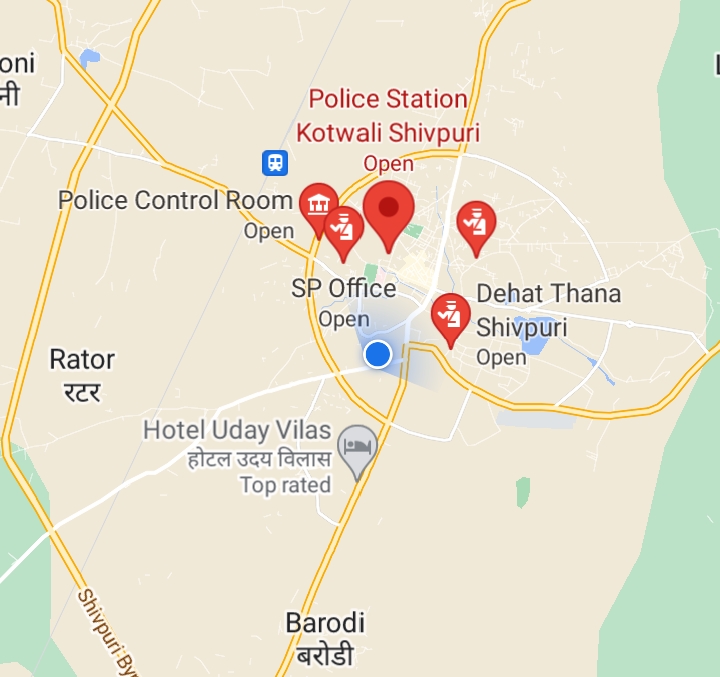 oni
नी
L
Police Station
Kotwali Shivpuri
Open
Police Control Room
Open
SP Office
Open
Dehat Thana
Shivpuri
Open
Rator
रटर
Hotel Uday Vilas
होटल उदय विलास
Top rated
Shivpuri By
Barodi
बरोडी